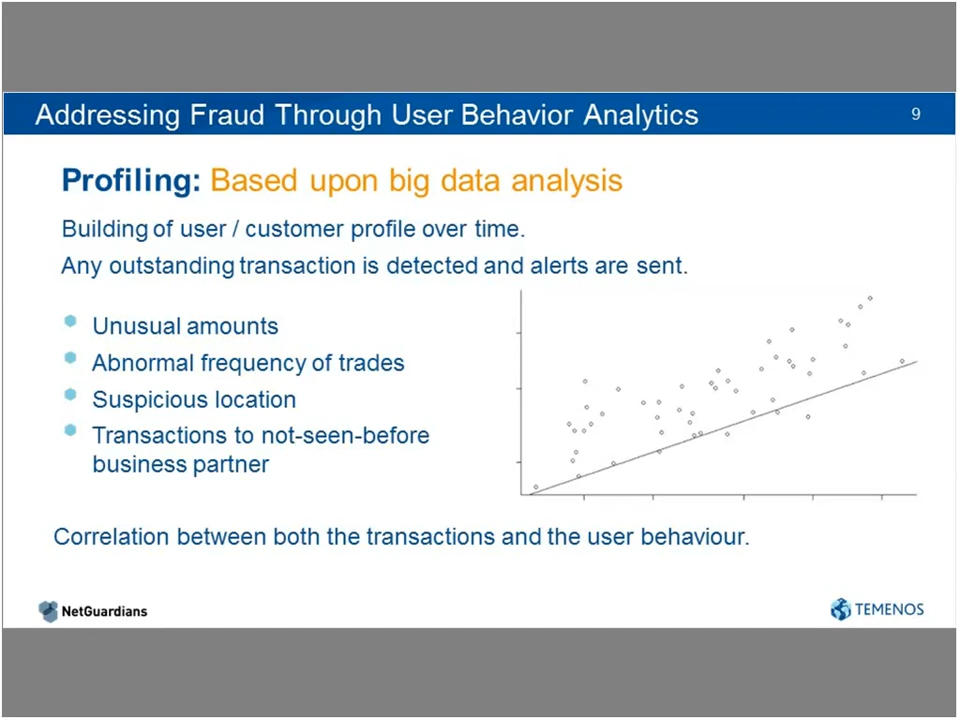 Addressing Fraud Through User Behavior Analytics
9
Profiling: Based upon big data analysis
Building of user / customer profile over time.
Any outstanding transaction is detected and alerts are sent.
Unusual amounts
Abnormal frequency of trades
Suspicious location
Transactions to not-seen-before
business partner
Correlation between both the transactions and the user behaviour.
NetGuardians
TEMENOS